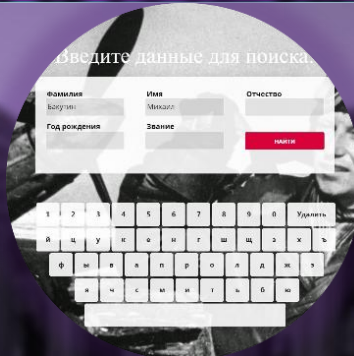 Введите данные для поиска:
Фамилия Имя Отчество
Бакутин Михаил
Год рождения Звание
НАЙТИ
1 2 3 4 5 6 7 8 9 0 Удалить
й ц у к е н г ш щ з х ъ
ф ы в а п р о л д ж э
я ч с м и т ь б ю